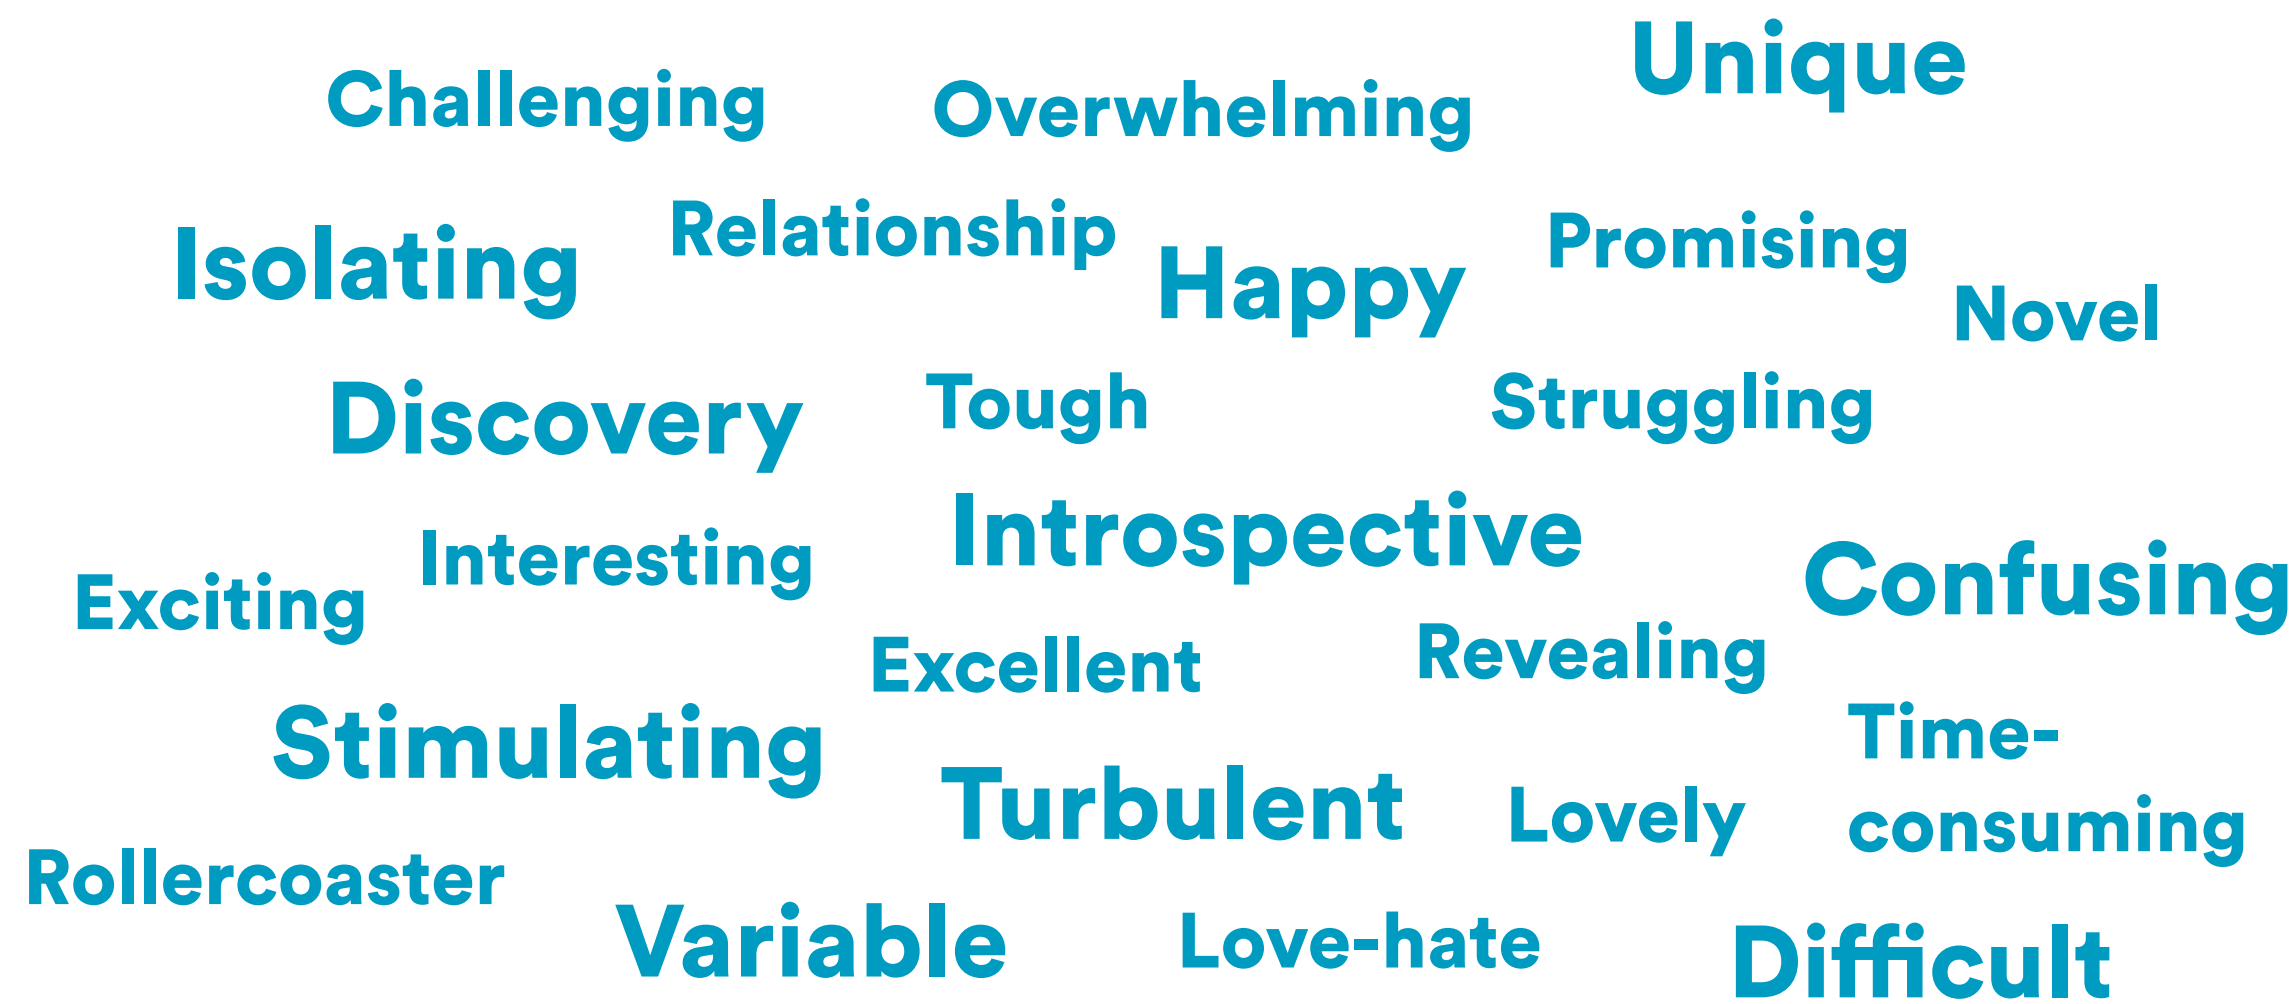 Unique
Challenging
Overwhelming
Isolating
Relationship
Happy
Promising
Novel
Discovery
Tough
Struggling
Introspective
Interesting
Exciting
Confusing
Excellent
Revealing
Stimulating
Time-
consuming
Turbulent
Lovely
Rollercoaster
Variable
Love-hate
Difficult